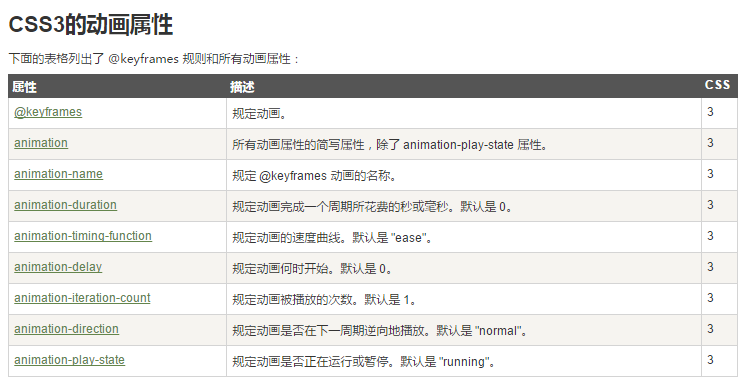 CSS3的动画属性
下面的表格列出了 @keyframes 规则和所有动画属性：
属性 描述 CSS
@keyframes 规定动画。 3
animation 所有动画属性的简写属性，除了 animation-play-state 属性。 3
animation-name 规定 @keyframes 动画的名称。 3
animation-duration 规定动画完成一个周期所花费的秒或毫秒。默认是 0。 3
animation-timing-function 规定动画的速度曲线。默认是 "ease"。 3
animation-delay 规定动画何时开始。默认是 0。 3
animation-iteration-count 规定动画被播放的次数。默认是 1。 3
animation-direction 规定动画是否在下一周期逆向地播放。默认是 "normal"。 3
animation-play-state 规定动画是否正在运行或暂停。默认是 "running"。 3